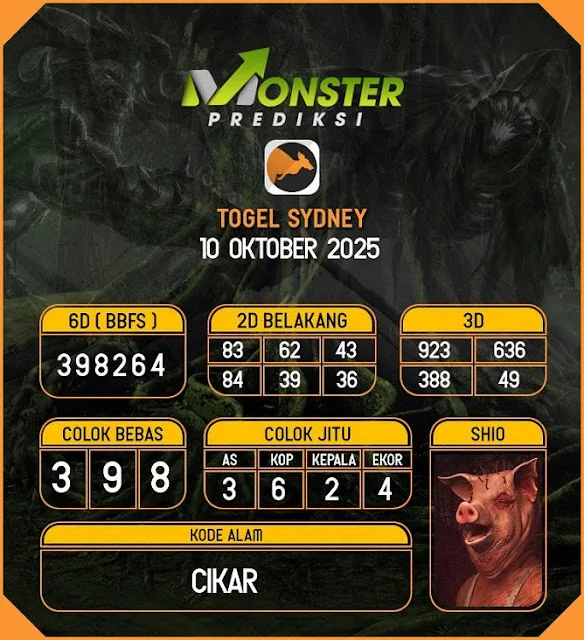 MONSTER
PREDIKSI
TOGEL SYDNEY
10 OKTOBER 2025
6D ( BBFS )
398264
2D BELAKANG
83 62 43
84 39 36
3D
923 636
388 49
COLOK BEBAS
3 9 8
COLOK JITU
AS KOP KEPALA EKOR
3 6 2 4
SHIO
KODE ALAM
CIKAR